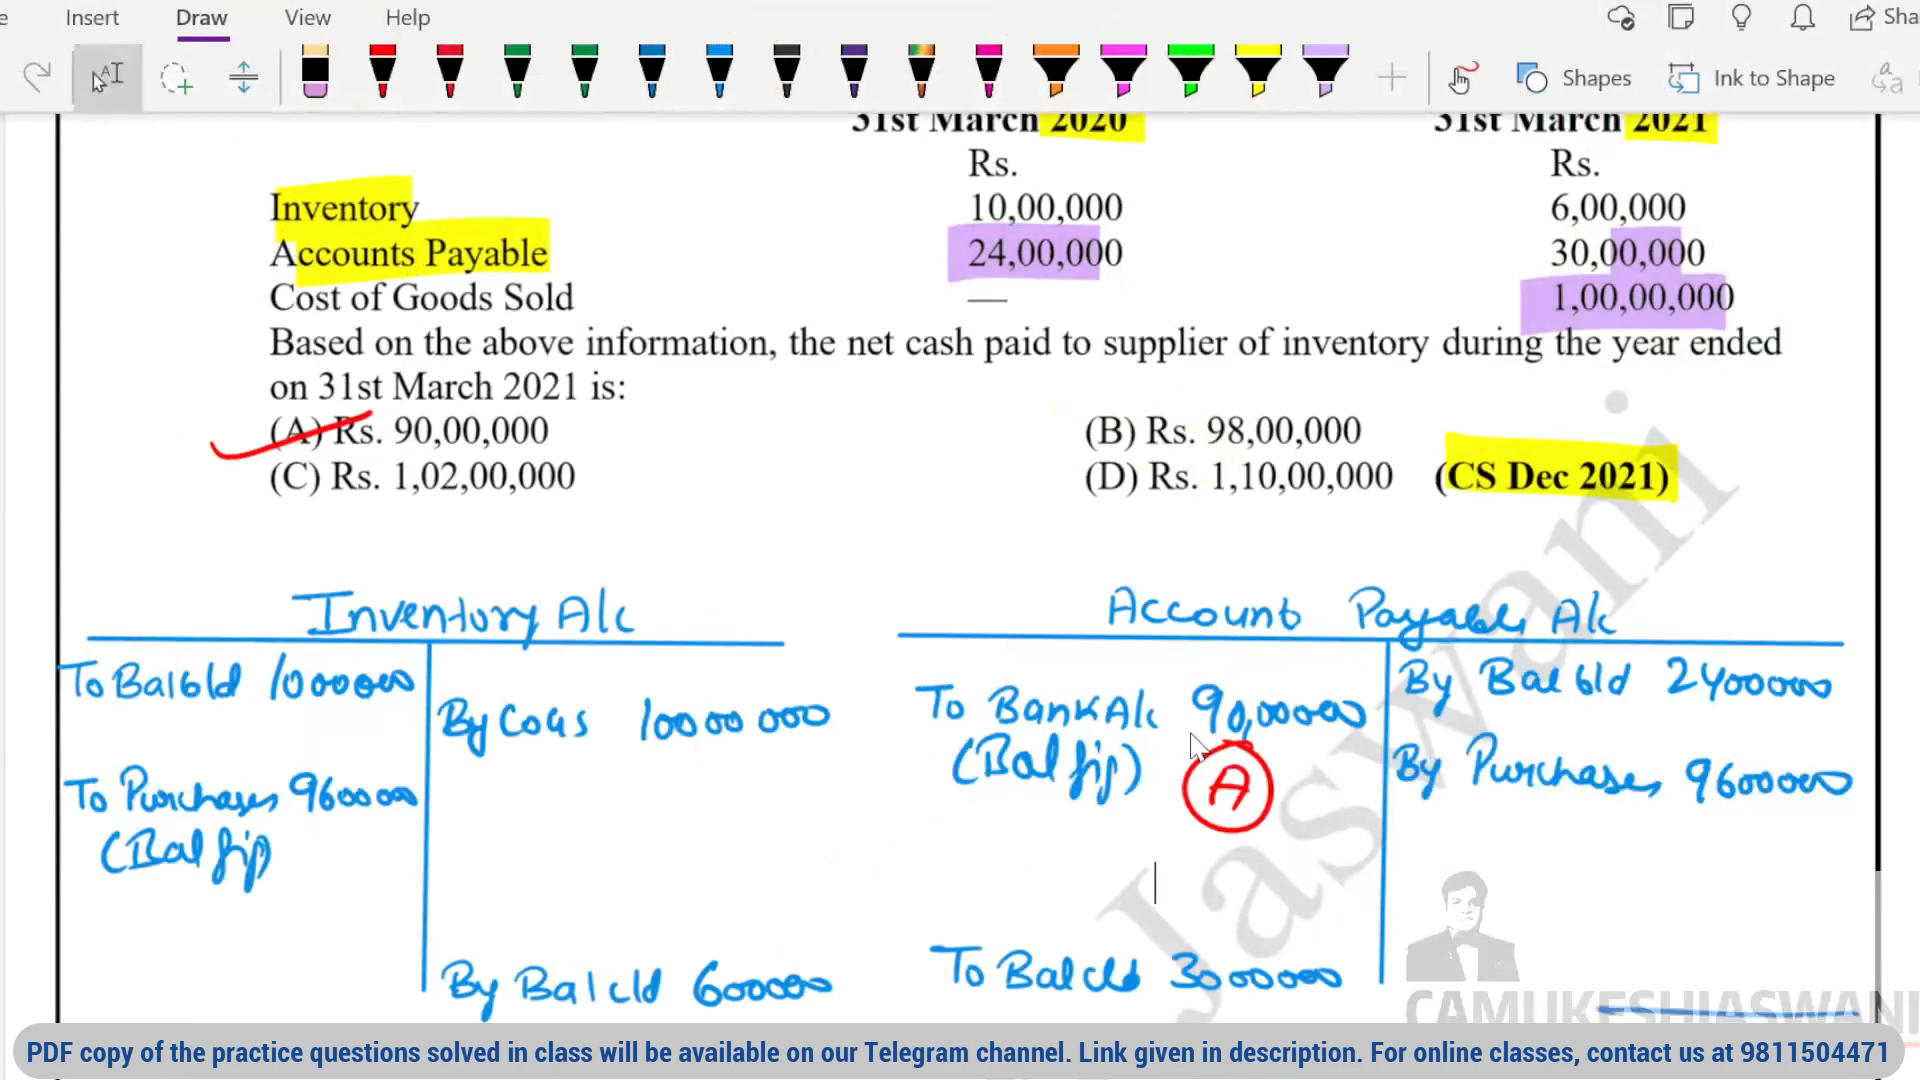 Insert Draw View Help
Shapes Ink to Shape
31st March 2020 31st March 2021
Rs. Rs.
Inventory 10,00,000 6,00,000
Accounts Payable 24,00,000 30,00,000
Cost of Goods Sold — 1,00,00,000
Based on the above information, the net cash paid to supplier of inventory during the year ended
on 31st March 2021 is:
(A) Rs. 90,00,000 (B) Rs. 98,00,000
(C) Rs. 1,02,00,000 (D) Rs. 1,10,00,000 (CS Dec 2021)
Inventory A/c
To Bal b/d 1000000
By COGS 10000000
To Purchases 9600000
(Bal fig)
By Bal c/d 600000
Account Payable A/c
By Bal b/d 2400000
To Bank A/c 90,00000
(Bal fig)
A
By Purchases 9600000
To Bal c/d 3000000
Jaswani
CAMUKESHJASWANI
PDF copy of the practice questions solved in class will be available on our Telegram channel. Link given in description. For online classes, contact us at 9811504471